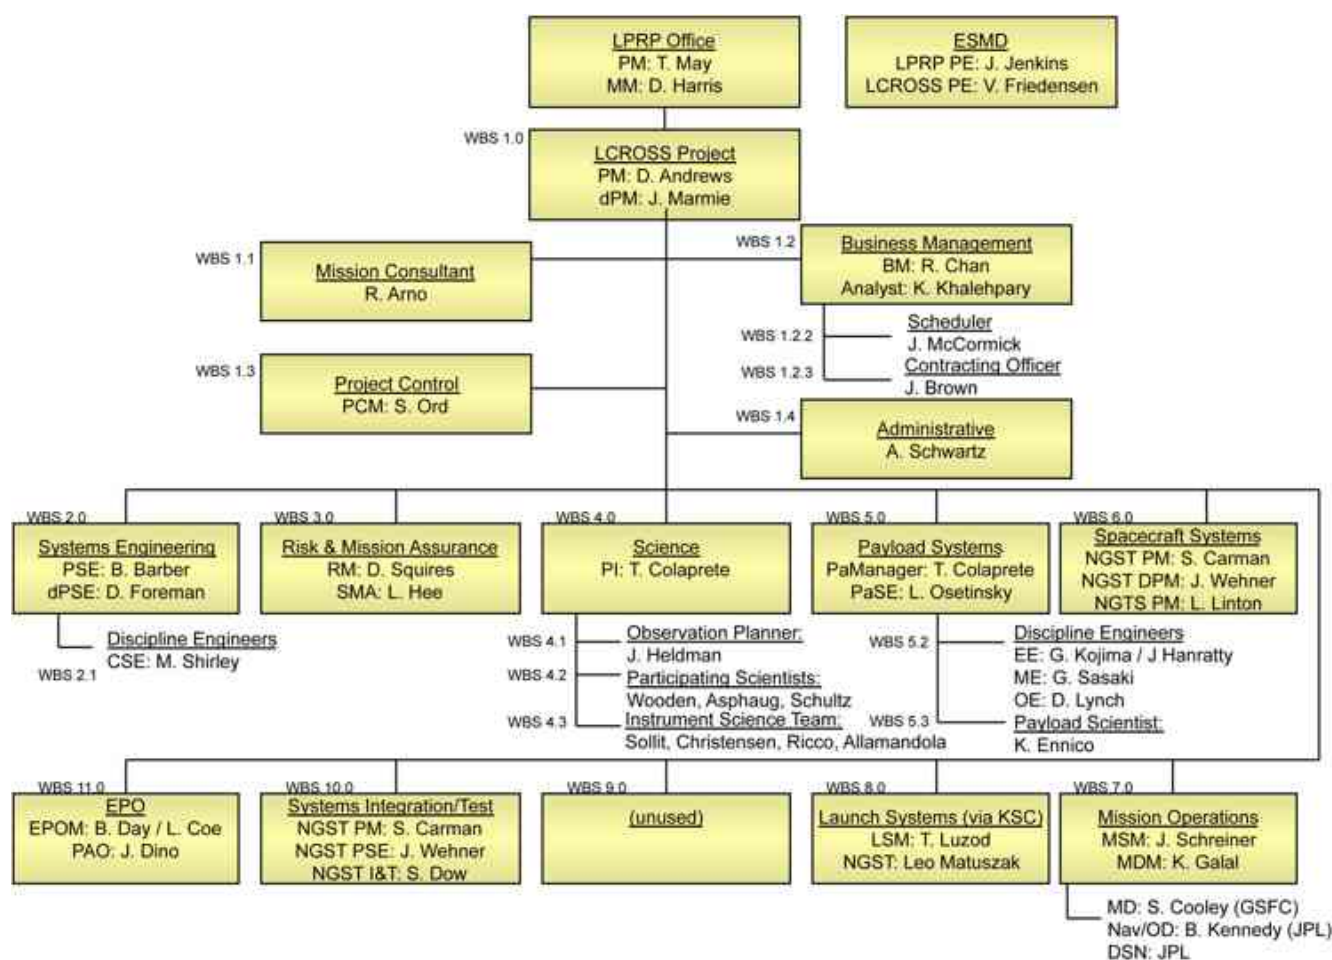 LPRP Office
PM: T. May
MM: D. Harris
ESMD
LPRP PE: J. Jenkins
LCROSS PE: V. Friedensen
WBS 1.0
LCROSS Project
PM: D. Andrews
dPM: J. Marmie
WBS 1.1
Mission Consultant
R. Arno
WBS 1.2
Business Management
BM: R. Chan
Analyst: K. Khalehpary
WBS 1.2.2
Scheduler
J. McCormick
WBS 1.2.3
Contracting Officer
J. Brown
WBS 1.3
Project Control
PCM: S. Ord
WBS 1.4
Administrative
A. Schwartz
WBS 2.0
Systems Engineering
PSE: B. Barber
dPSE: D. Foreman
Discipline Engineers
CSE: M. Shirley
WBS 2.1
WBS 3.0
Risk & Mission Assurance
RM: D. Squires
SMA: L. Hee
WBS 4.0
Science
PI: T. Colaprete
WBS 4.1
Observation Planner:
J. Heldman
WBS 4.2
Participating Scientists:
Wooden, Asphaug, Schultz
WBS 4.3
Instrument Science Team:
Sollit, Christensen, Ricco, Allamandola
WBS 5.0
Payload Systems
PaManager: T. Colaprete
PaSE: L. Osetinsky
WBS 5.2
Discipline Engineers
EE: G. Kojima / J Hanratty
ME: G. Sasaki
OE: D. Lynch
WBS 5.3
Payload Scientist:
K. Ennico
WBS 6.0
Spacecraft Systems
NGST PM: S. Carman
NGST DPM: J. Wehner
NGTS PM: L. Linton
WBS 11.0
EPO
EPOM: B. Day / L. Coe
PAO: J. Dino
WBS 10.0
Systems Integration/Test
NGST PM: S. Carman
NGST PSE: J. Wehner
NGST I&T: S. Dow
WBS 9.0
(unused)
WBS 8.0
Launch Systems (via KSC)
LSM: T. Luzod
NGST: Leo Matuszak
WBS 7.0
Mission Operations
MSM: J. Schreiner
MDM: K. Galal
MD: S. Cooley (GSFC)
Nav/OD: B. Kennedy (JPL)
DSN: JPL